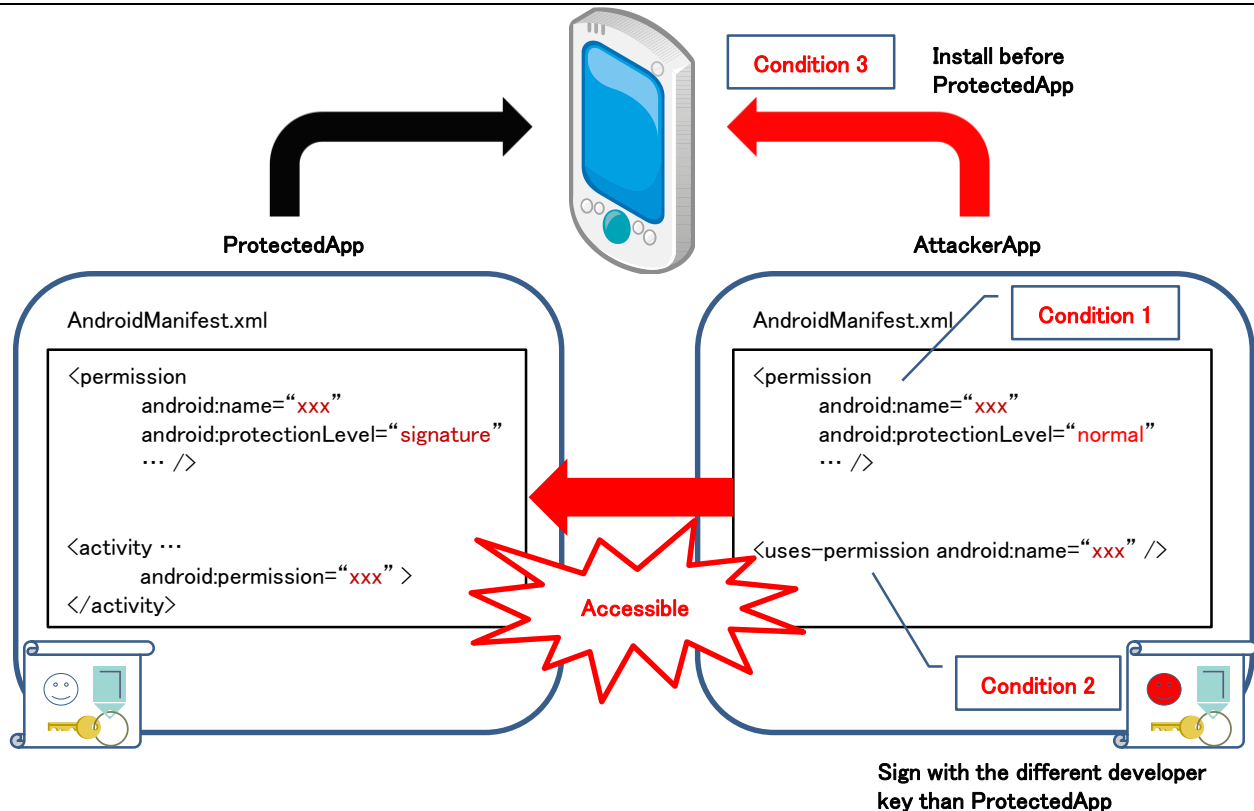 Condition 3
Install before
ProtectedApp
ProtectedApp
AttackerApp
AndroidManifest.xml
<permission
android:name=“xxx”
android:protectionLevel=“signature”
… />
<activity …
android:permission=“xxx” >
</activity>
AndroidManifest.xml
Condition 1
<permission
android:name=“xxx”
android:protectionLevel=“normal”
… />
<uses-permission android:name=“xxx” />
Accessible
Condition 2
Sign with the different developer
key than ProtectedApp